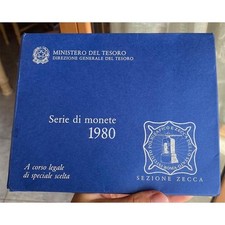 MINISTERO DEL TESORO
DIREZIONE GENERALE DEL TESORO
Serie di monete
1980
A corso legale
di speciale scelta
SEZIONE ZECCA